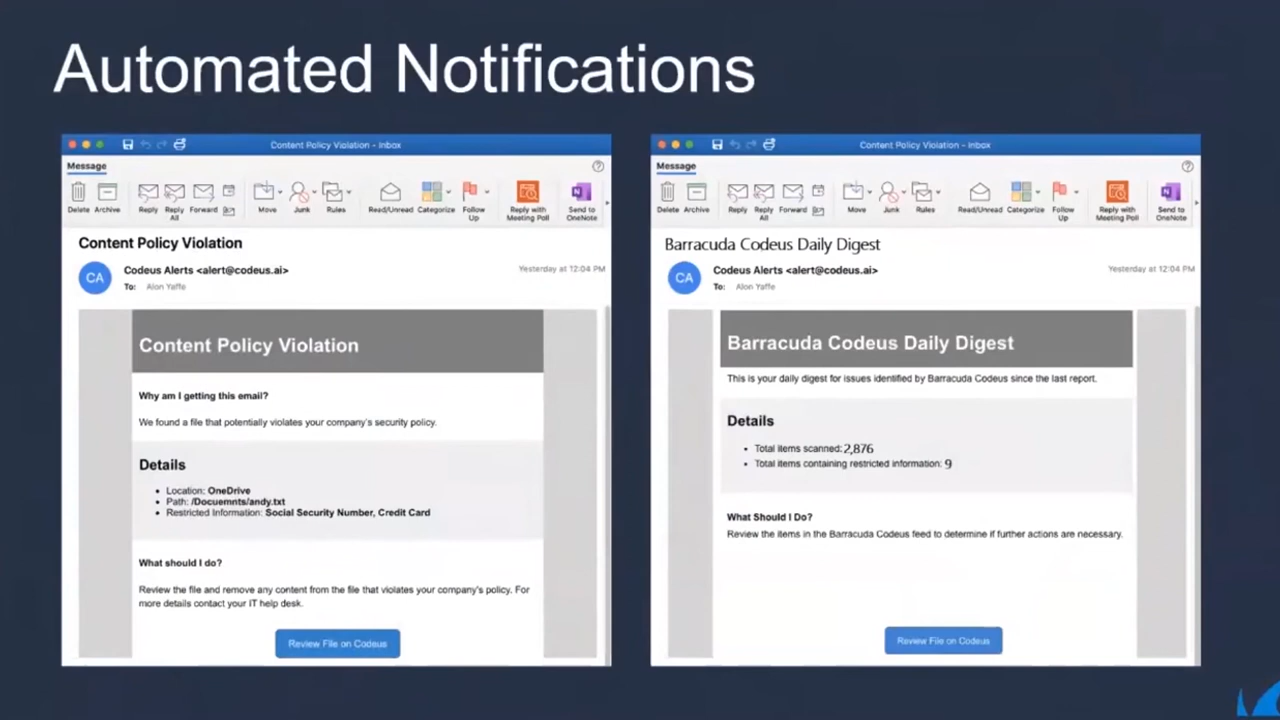 Automated Notifications
Content Policy Violation - Inbox
Message
Delete Archive Reply Reply All Forward Move Junk Rules Read/Unread Categorize Follow Up Reply with Meeting Poll Send to OneNote
Content Policy Violation
CA
Codeus Alerts <alert@codeus.ai>
Yesterday at 12:04 PM
To: Alon Yaffe
Content Policy Violation
Why am I getting this email?
We found a file that potentially violates your company's security policy.
Details
• Location: OneDrive
• Path: /Docuemnts/andy.txt
• Restricted Information: Social Security Number, Credit Card
What should I do?
Review the file and remove any content from the file that violates your company's policy. For
more details contact your IT help desk.
Review File on Codeus
Content Policy Violation - Inbox
Message
Delete Archive Reply Reply All Forward Move Junk Rules Read/Unread Categorize Follow Up Reply with Meeting Poll Send to OneNote
Barracuda Codeus Daily Digest
CA
Codeus Alerts <alert@codeus.ai>
Yesterday at 12:04 PM
To: Alon Yaffe
Barracuda Codeus Daily Digest
This is your daily digest for issues identified by Barracuda Codeus since the last report.
Details
• Total items scanned: 2,876
• Total items containing restricted information: 9
What Should I Do?
Review the items in the Barracuda Codeus feed to determine if further actions are necessary.
Review File on Codeus